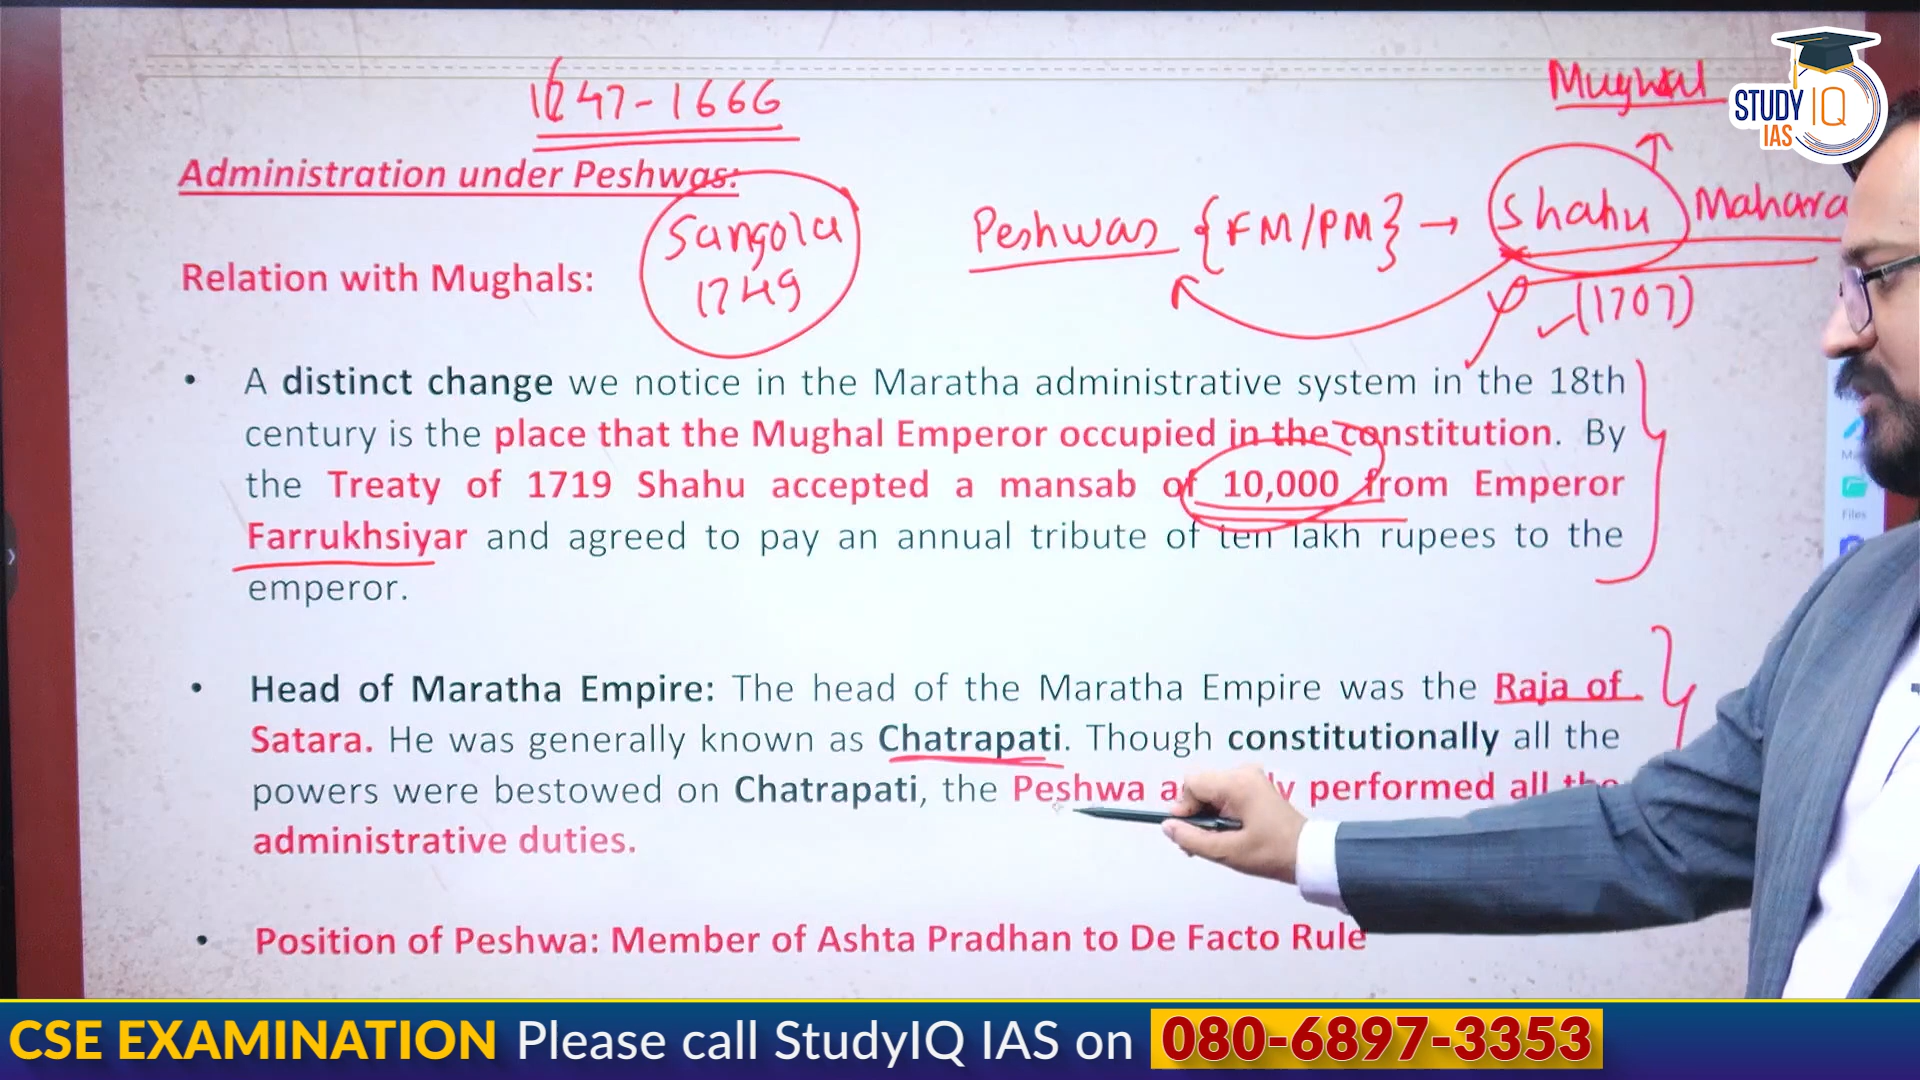 1647-1666
Mughal
STUDY IQ
IAS
Administration under Peshwas:
Sangola
1749
Peshwas {FM/PM} → Shahu Mahara
(1707)
Relation with Mughals:
• A distinct change we notice in the Maratha administrative system in the 18th
century is the place that the Mughal Emperor occupied in the constitution. By
the Treaty of 1719 Shahu accepted a mansab of 10,000 from Emperor
Farrukhsiyar and agreed to pay an annual tribute of ten lakh rupees to the
emperor.
• Head of Maratha Empire: The head of the Maratha Empire was the Raja of
Satara. He was generally known as Chatrapati. Though constitutionally all the
powers were bestowed on Chatrapati, the Peshwa performed all the
administrative duties.
• Position of Peshwa: Member of Ashta Pradhan to De Facto Rule
Files
CSE EXAMINATION Please call StudyIQ IAS on 080-6897-3353